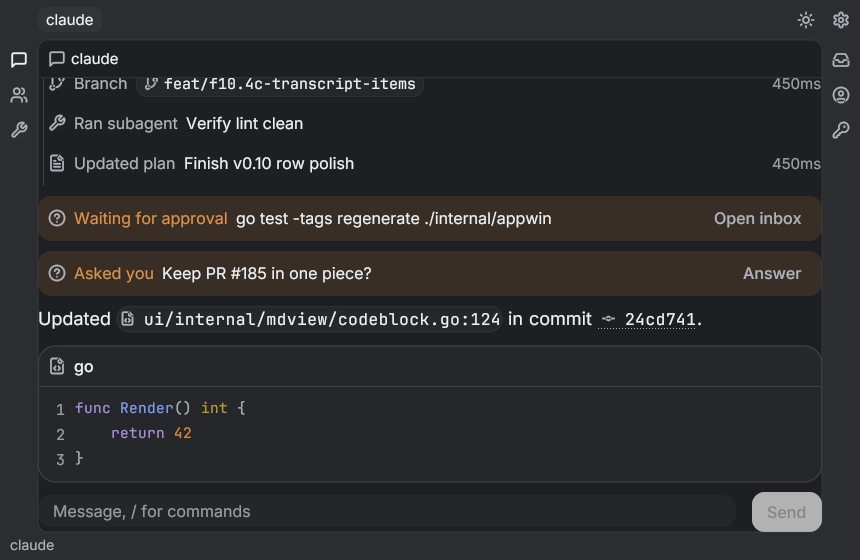 claude
claude
Branch feat/f10.4c-transcript-items 450ms
Ran subagent Verify lint clean
Updated plan Finish v0.10 row polish 450ms
Waiting for approval go test -tags regenerate ./internal/appwin Open inbox
Asked you Keep PR #185 in one piece? Answer
Updated ui/internal/mdview/codeblock.go:124 in commit 24cd741.
go
1 func Render() int {
2     return 42
3 }
Message, / for commands Send
claude